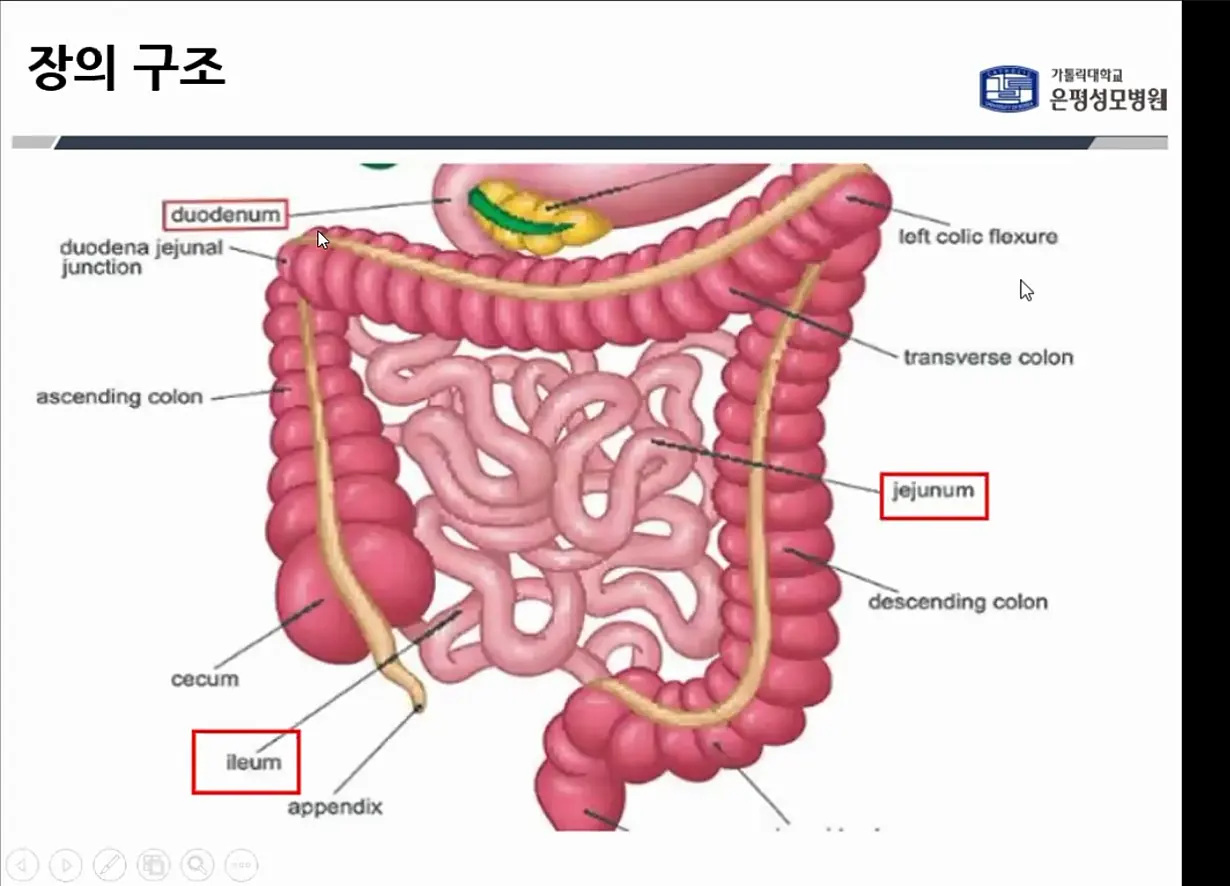 장의 구조
가톨릭대학교
은평성모병원
duodenum
duodena jejunal
junction
left colic flexure
transverse colon
ascending colon
jejunum
descending colon
cecum
ileum
appendix